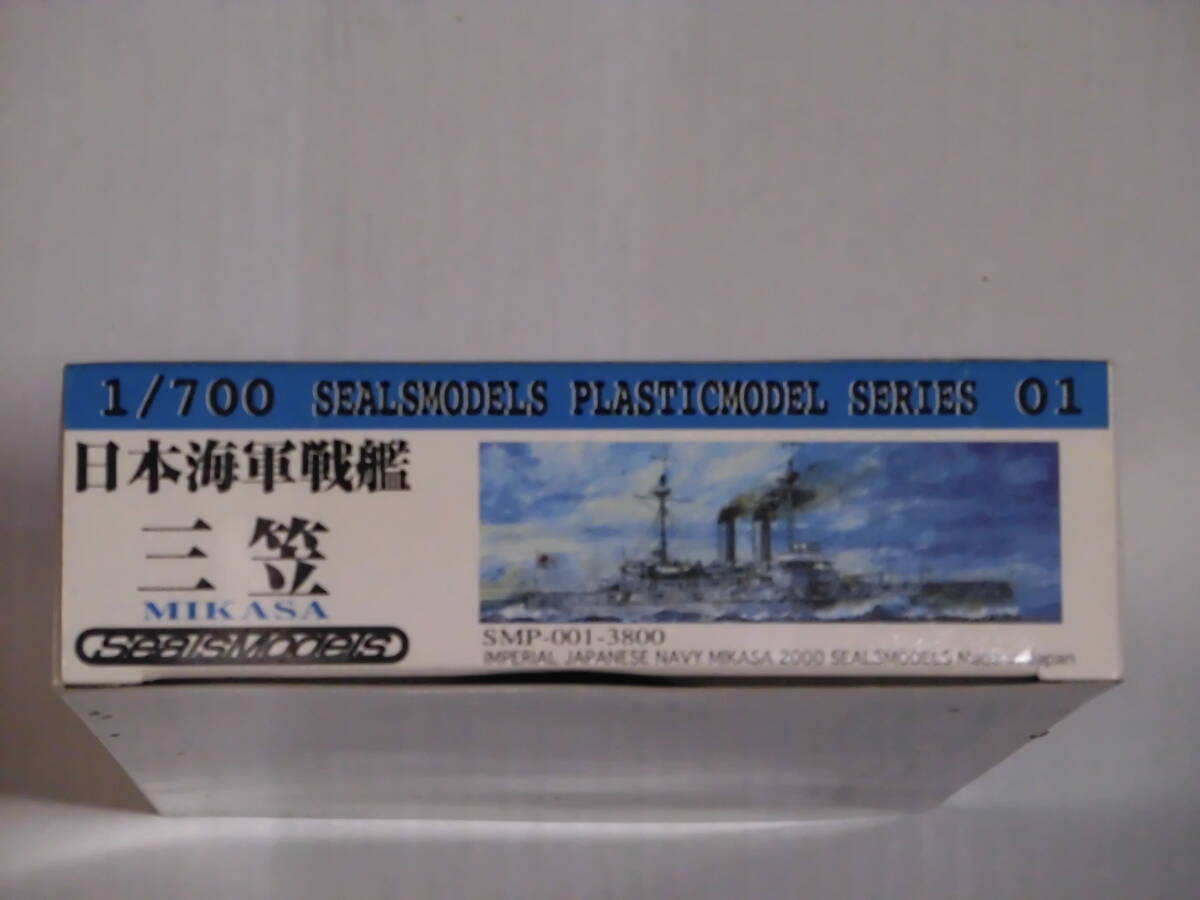 1/700 SEALSMODELS PLASTICMODEL SERIES 01
日本海軍戦艦
三笠
MIKASA
SealsModels
SMP-001-3800
IMPERIAL JAPANESE NAVY MIKASA 2000 SEALSMODELS Japan